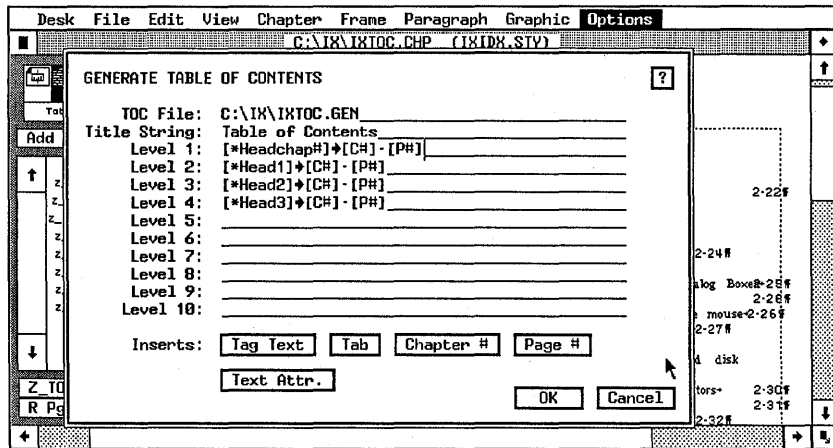 Desk File Edit View Chapter Frame Paragraph Graphic Options
C:\IX\IXTOC.CHP (IXIDX.STY)
GENERATE TABLE OF CONTENTS ?
TOC File: C:\IX\IXTOC.GEN
Title String: Table of Contents
Level 1: [*Headchap#]→[C#]-[P#]
Level 2: [*Head1]→[C#]-[P#]
Level 3: [*Head2]→[C#]-[P#]
Level 4: [*Head3]→[C#]-[P#]
Level 5:
Level 6:
Level 7:
Level 8:
Level 9:
Level 10:
Inserts: Tag Text Tab Chapter # Page #
Text Attr.
OK Cancel
Add
Z_TO
R Pg
2-22
2-24
Boxes 2-25
2-26
mouse 2-26
2-27
disk
tors 2-30
2-31
2-32